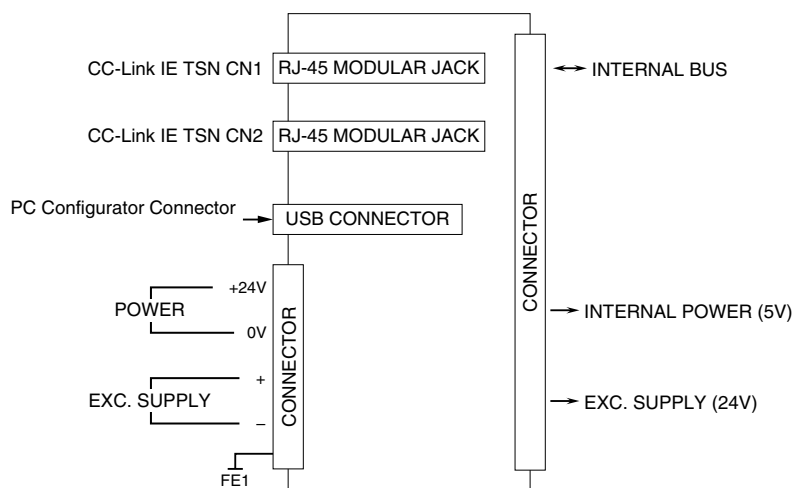 CC-Link IE TSN CN1 RJ-45 MODULAR JACK
INTERNAL BUS
CC-Link IE TSN CN2 RJ-45 MODULAR JACK
PC Configurator Connector
USB CONNECTOR
CONNECTOR
+24V
POWER
0V
CONNECTOR
INTERNAL POWER (5V)
+
EXC. SUPPLY
–
EXC. SUPPLY (24V)
FE1